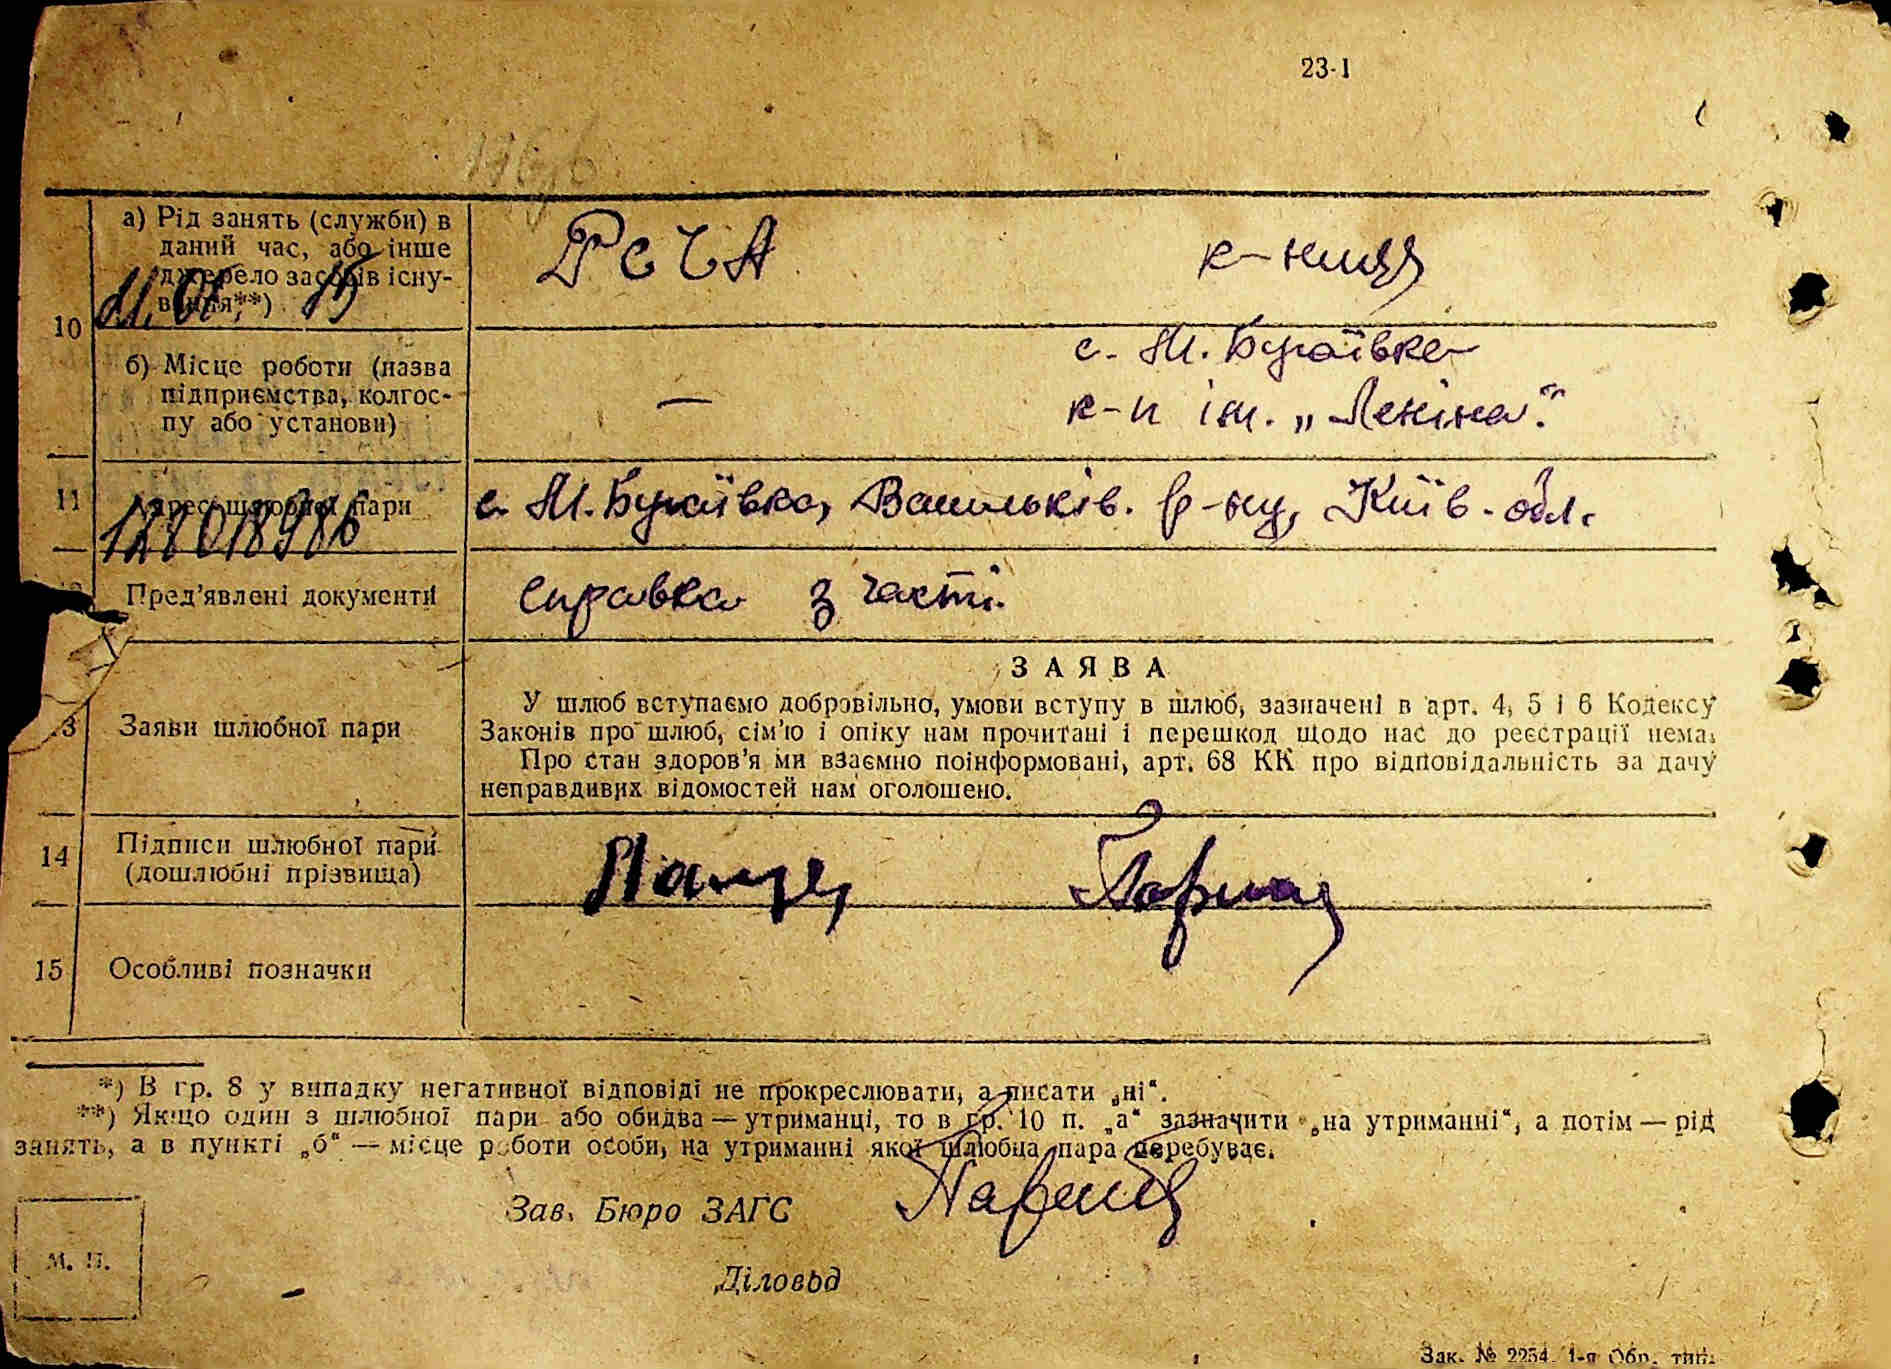 23-1
10
а) Рід занять (служби) в
даний час, або інше
джерело засобів існу-
вання**)
РСЧА
к-ниця
б) Місце роботи (назва
підприємства, колгос-
пу або установи)
—
с. М. Бугаївка
к-п ім. „Леніна".
11
Адрес шлюбної пари
с. М. Бугаївка, Васильків. р-ну, Київ. обл.
Пред'явлені документи
справка з часті.
13
Заяви шлюбної пари
ЗАЯВА
У шлюб вступаємо добровільно, умови вступу в шлюб, зазначені в арт. 4, 5 і 6 Кодексу
Законів про шлюб, сім'ю і опіку нам прочитані і перешкод щодо нас до реєстрації нема.
Про стан здоров'я ми взаємно поінформовані, арт. 68 КК про відповідальність за дачу
неправдивих відомостей нам оголошено.
14
Підписи шлюбної пари
(дошлюбні прізвища)
15
Особливі позначки
*) В гр. 8 у випадку негативної відповіді не прокреслювати, а писати „ні".
**) Якщо один з шлюбної пари або обидва — утриманці, то в гр. 10 п. „а" зазначити „на утриманні", а потім — рід
занять, а в пункті „б" — місце роботи особи, на утриманні якої шлюбна пара перебуває.
Зав. Бюро ЗАГС
М. П.
Діловод
Зак. № 2254. 1-а Обр. тип.